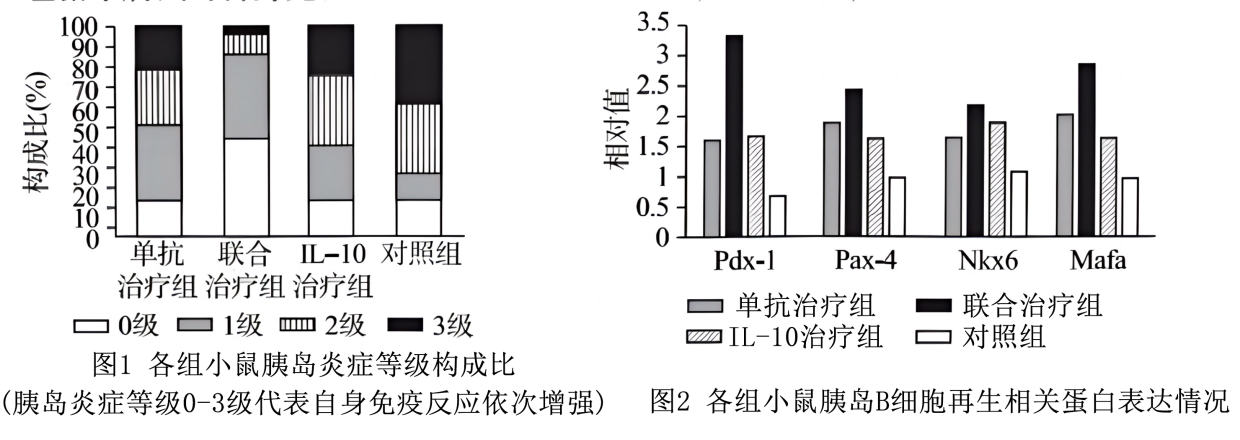 100
90
80
70
60
50
40
30
20
10
0
构成比(%)
单抗治疗组
联合治疗组
IL-10治疗组
对照组
0级 1级 2级 3级
图1 各组小鼠胰岛炎症等级构成比
(胰岛炎症等级0-3级代表自身免疫反应依次增强)
3.5
3
2.5
2
1.5
1
0.5
0
相对值
Pdx-1 Pax-4 Nkx6 Mafa
单抗治疗组 联合治疗组
IL-10治疗组 对照组
图2 各组小鼠胰岛B细胞再生相关蛋白表达情况